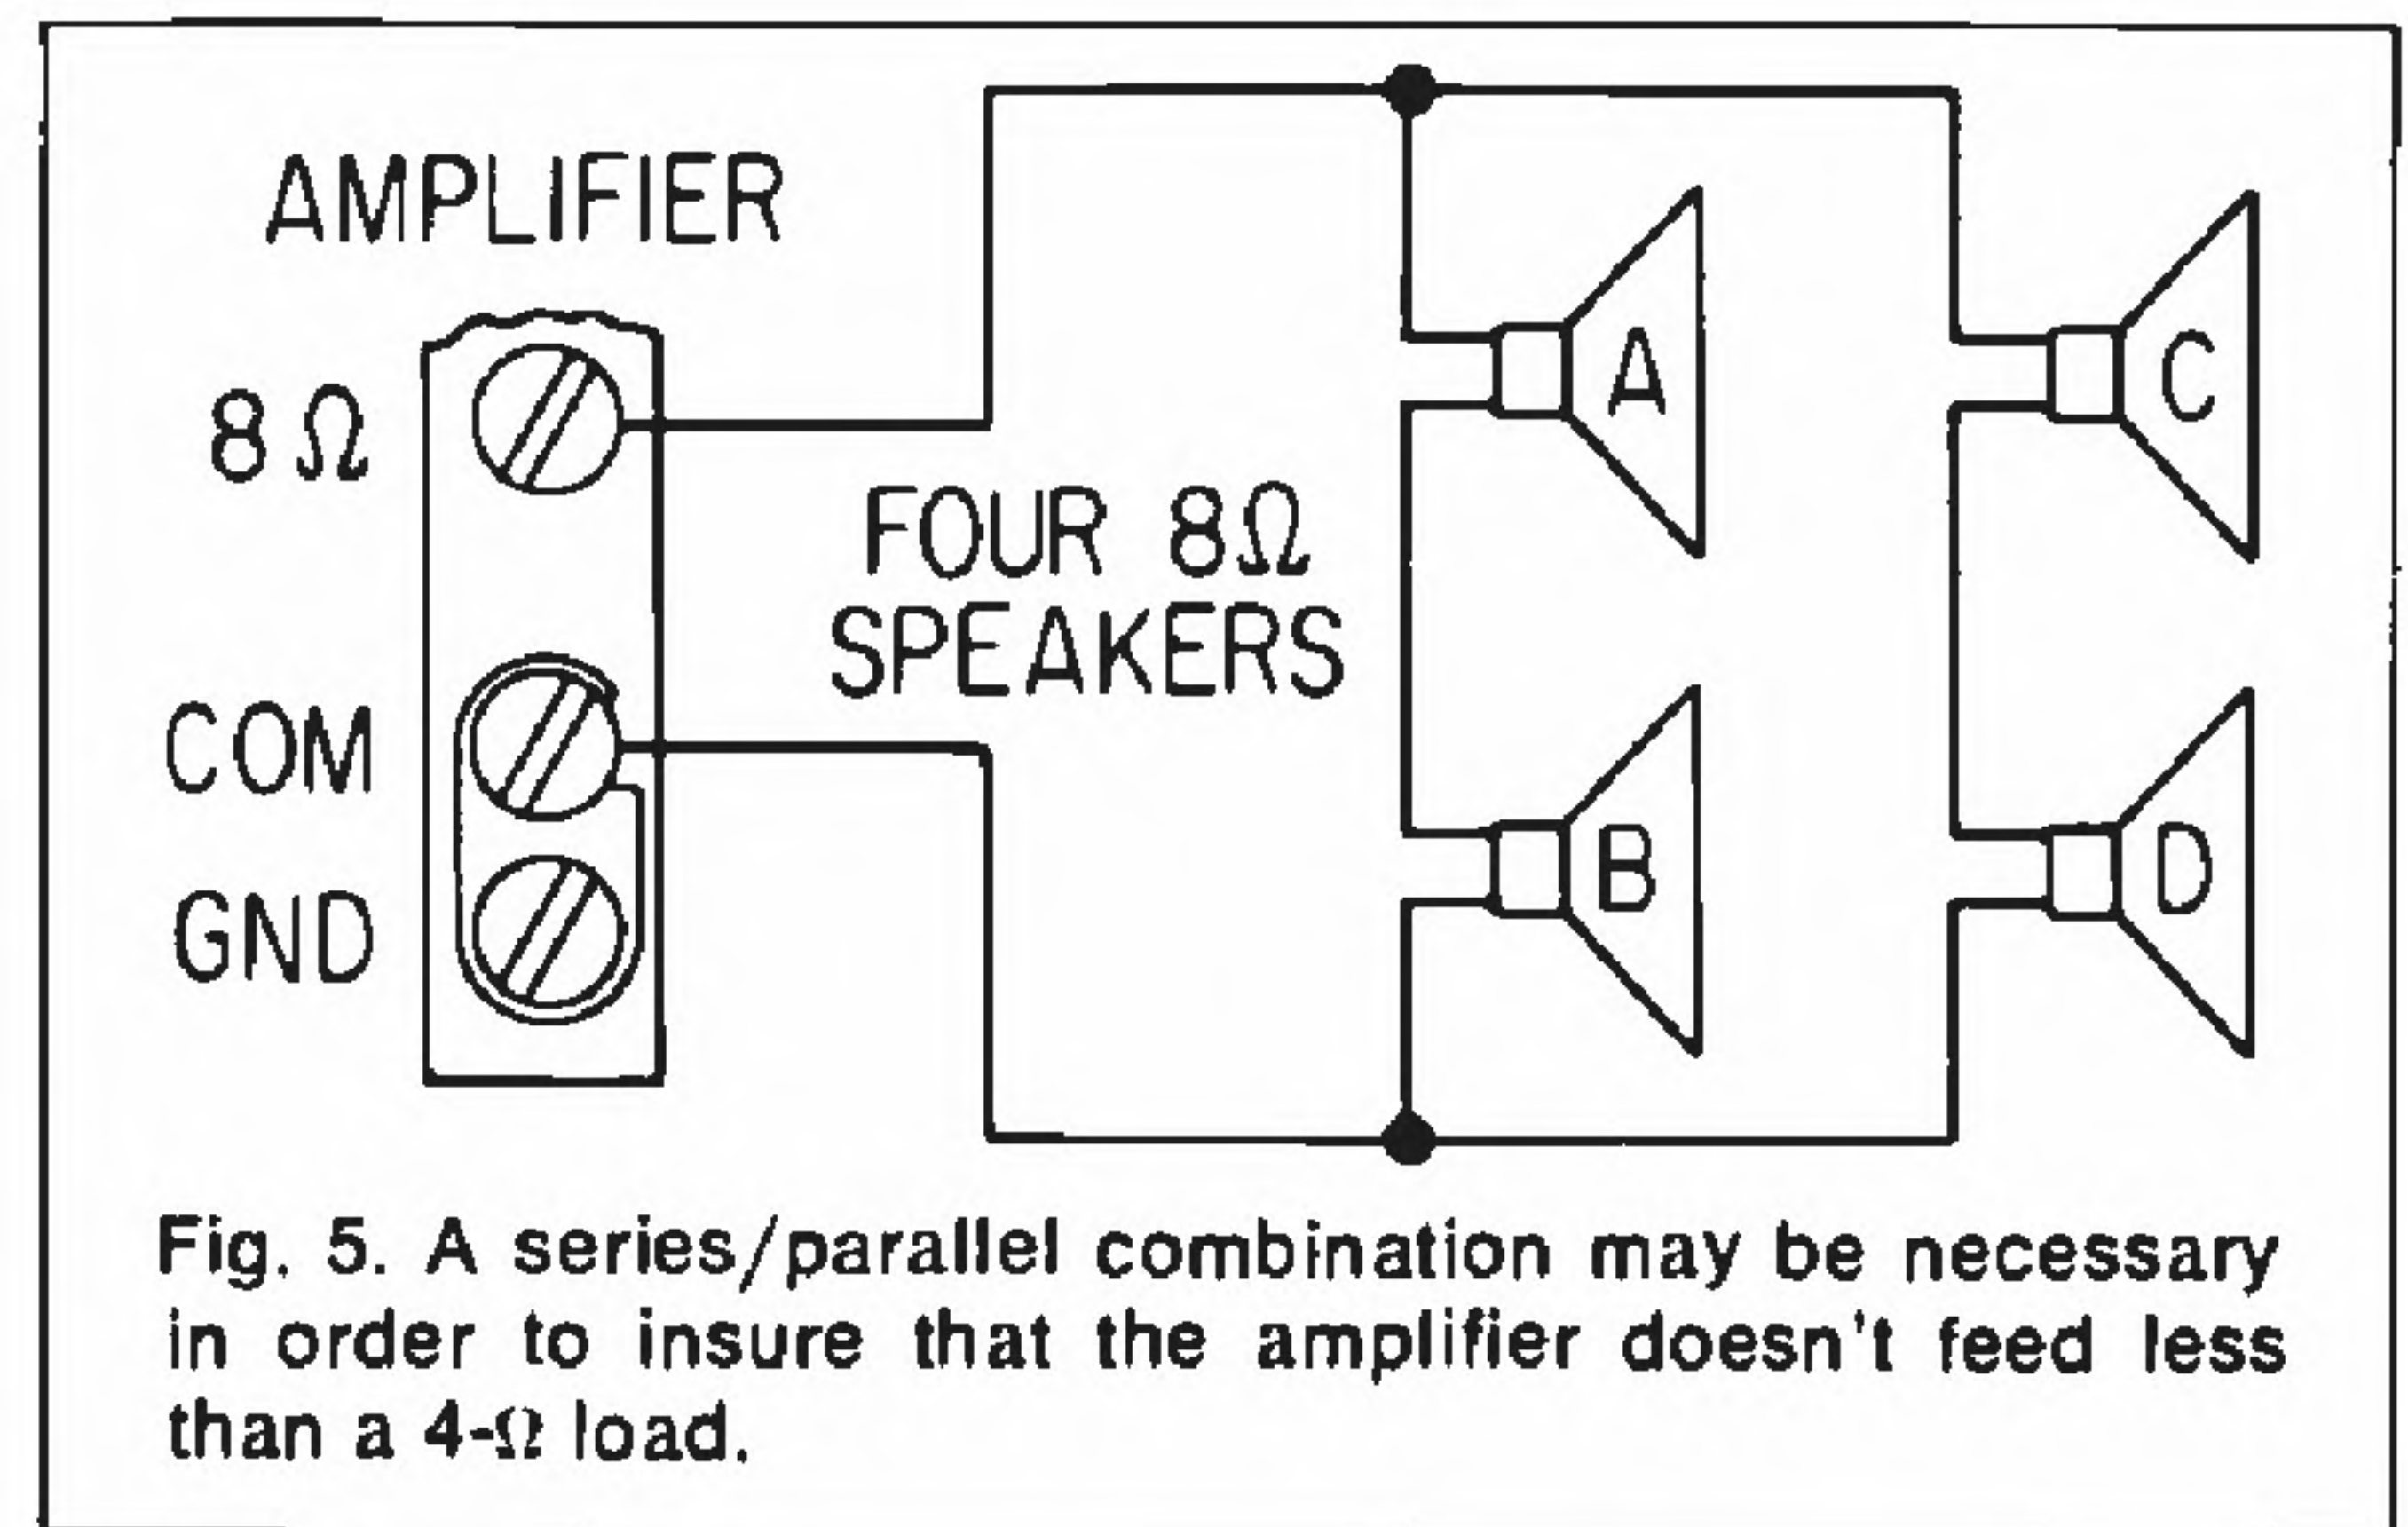 AMPLIFIER
8Ω
COM
GND
FOUR 8Ω
SPEAKERS
A
C
B
D
Fig. 5. A series/parallel combination may be necessary
in order to insure that the amplifier doesn't feed less
than a 4-Ω load.